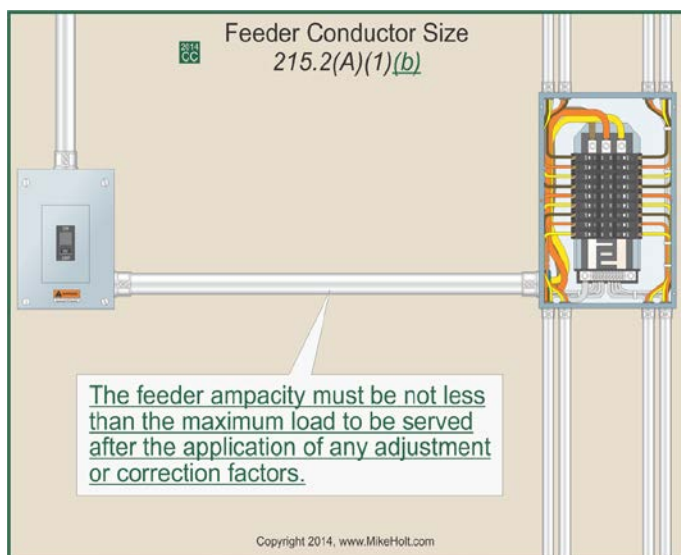 Feeder Conductor Size
2014
CC
215.2(A)(1)(b)
The feeder ampacity must be not less
than the maximum load to be served
after the application of any adjustment
or correction factors.
Copyright 2014, www.MikeHolt.com